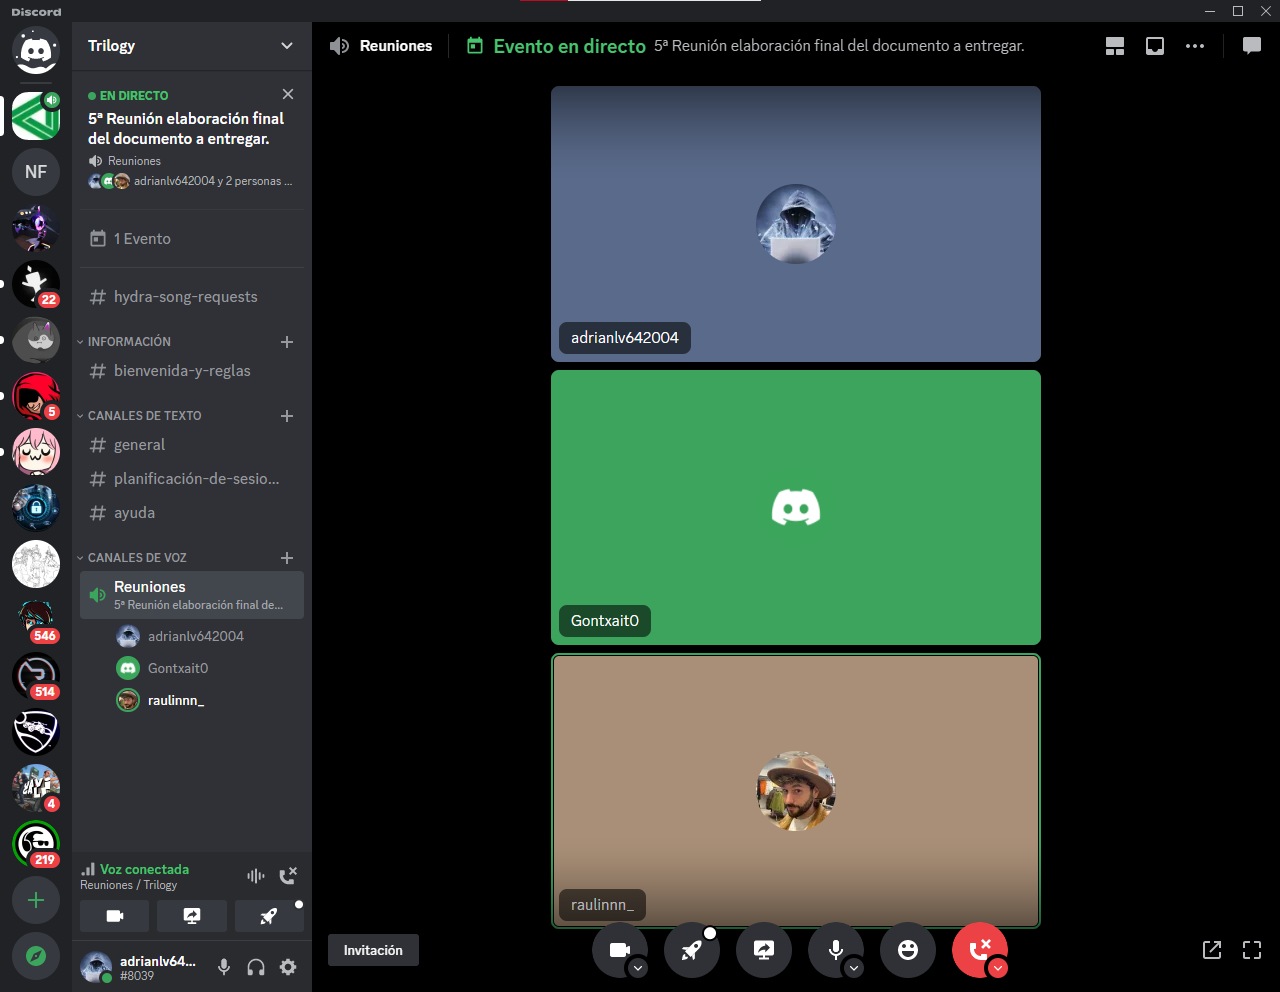 Discord
Trilogy
EN DIRECTO
5ª Reunión elaboración final
del documento a entregar.
Reuniones
adrianlv642004 y 2 personas ...
1 Evento
hydra-song-requests
INFORMACIÓN
bienvenida-y-reglas
CANALES DE TEXTO
general
planificación-de-sesio...
ayuda
CANALES DE VOZ
Reuniones
5ª Reunión elaboración final de...
adrianlv642004
Gontxait0
raulinnn_
Voz conectada
Reuniones / Trilogy
adrianlv64...
#8039
NF
22
5
546
514
4
219
Reuniones
Evento en directo 5ª Reunión elaboración final del documento a entregar.
adrianlv642004
Gontxait0
raulinnn_
Invitación